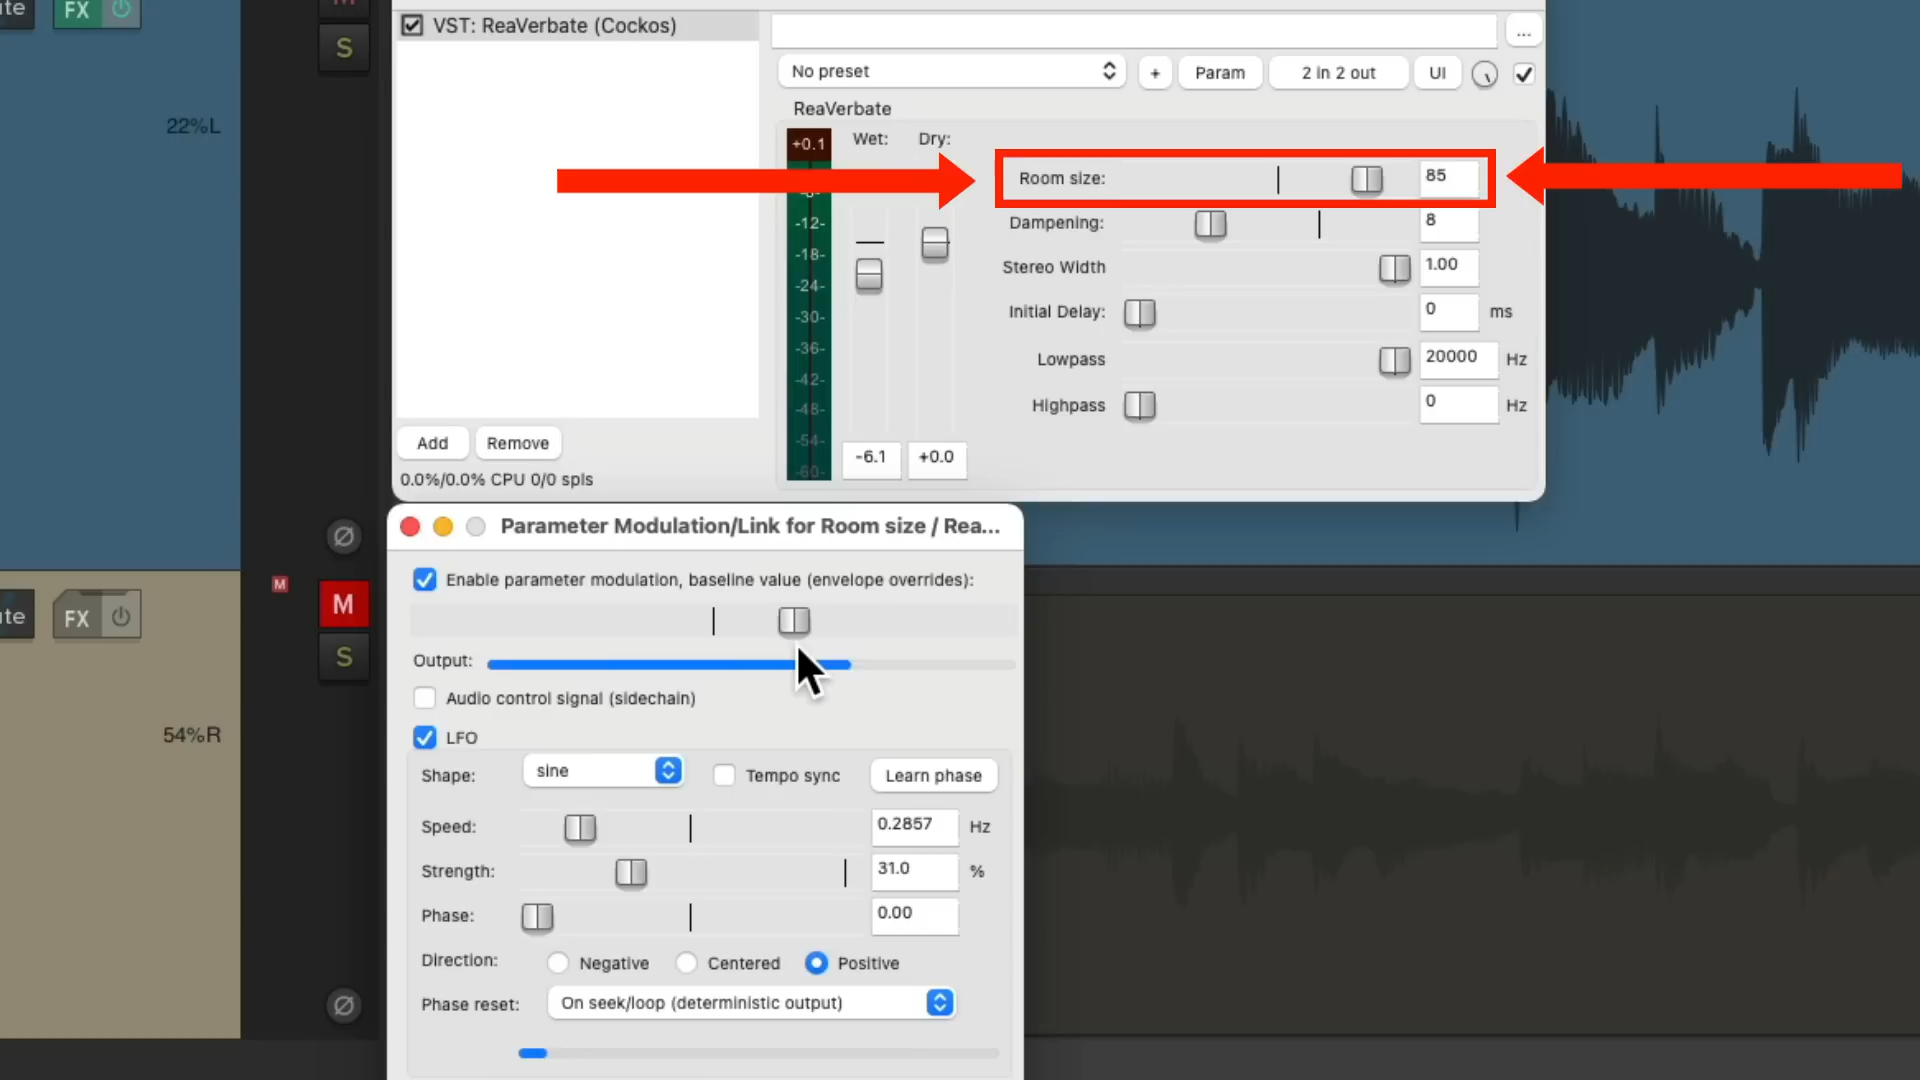 te FX
M
VST: ReaVerbate (Cockos)
...
S
No preset + Param 2 in 2 out UI
ReaVerbate
22%L
+0.1 Wet: Dry:
Room size: 85
Dampening: 8
-12-
-18-
Stereo Width 1.00
-24-
Initial Delay: 0 ms
-30-
-36-
Lowpass 20000 Hz
-42-
Highpass 0 Hz
-48-
-54-
-60-
Add Remove
-6.1 +0.0
0.0%/0.0% CPU 0/0 spls
Parameter Modulation/Link for Room size / Rea...
Ø
Enable parameter modulation, baseline value (envelope overrides):
M
te FX M
S
Output:
Audio control signal (sidechain)
54%R
LFO
Shape: sine Tempo sync Learn phase
Speed: 0.2857 Hz
Strength: 31.0 %
Phase: 0.00
Direction: Negative Centered Positive
Phase reset: On seek/loop (deterministic output)
Ø